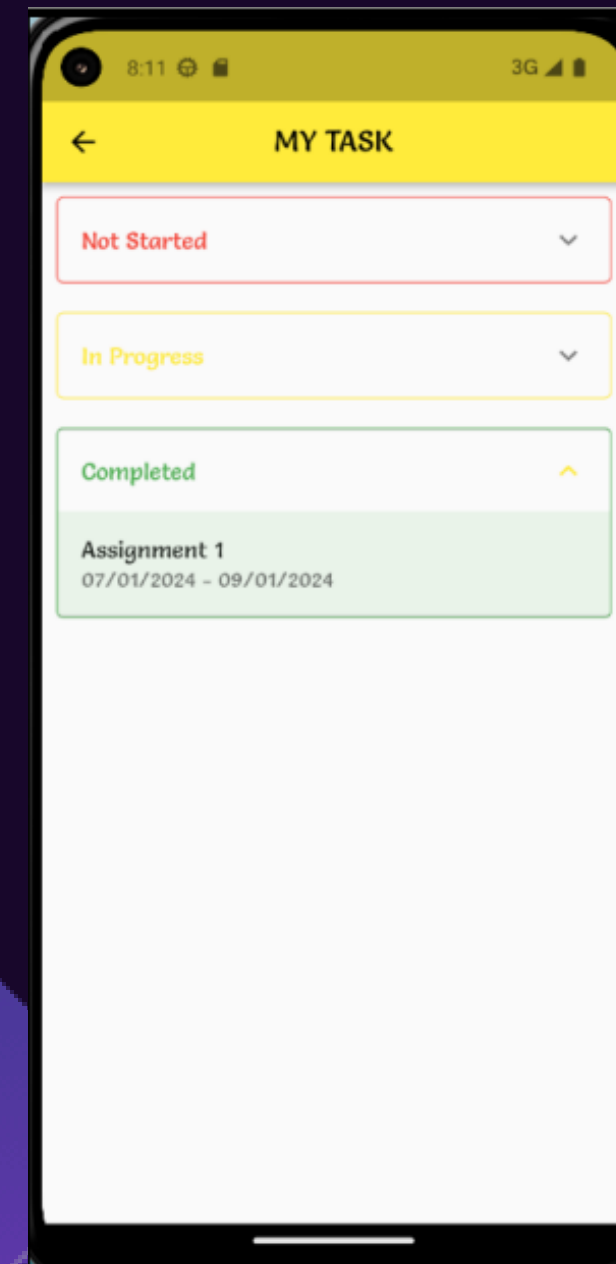 8:11 3G
MY TASK
Not Started
In Progress
Completed
Assignment 1
07/01/2024 - 09/01/2024